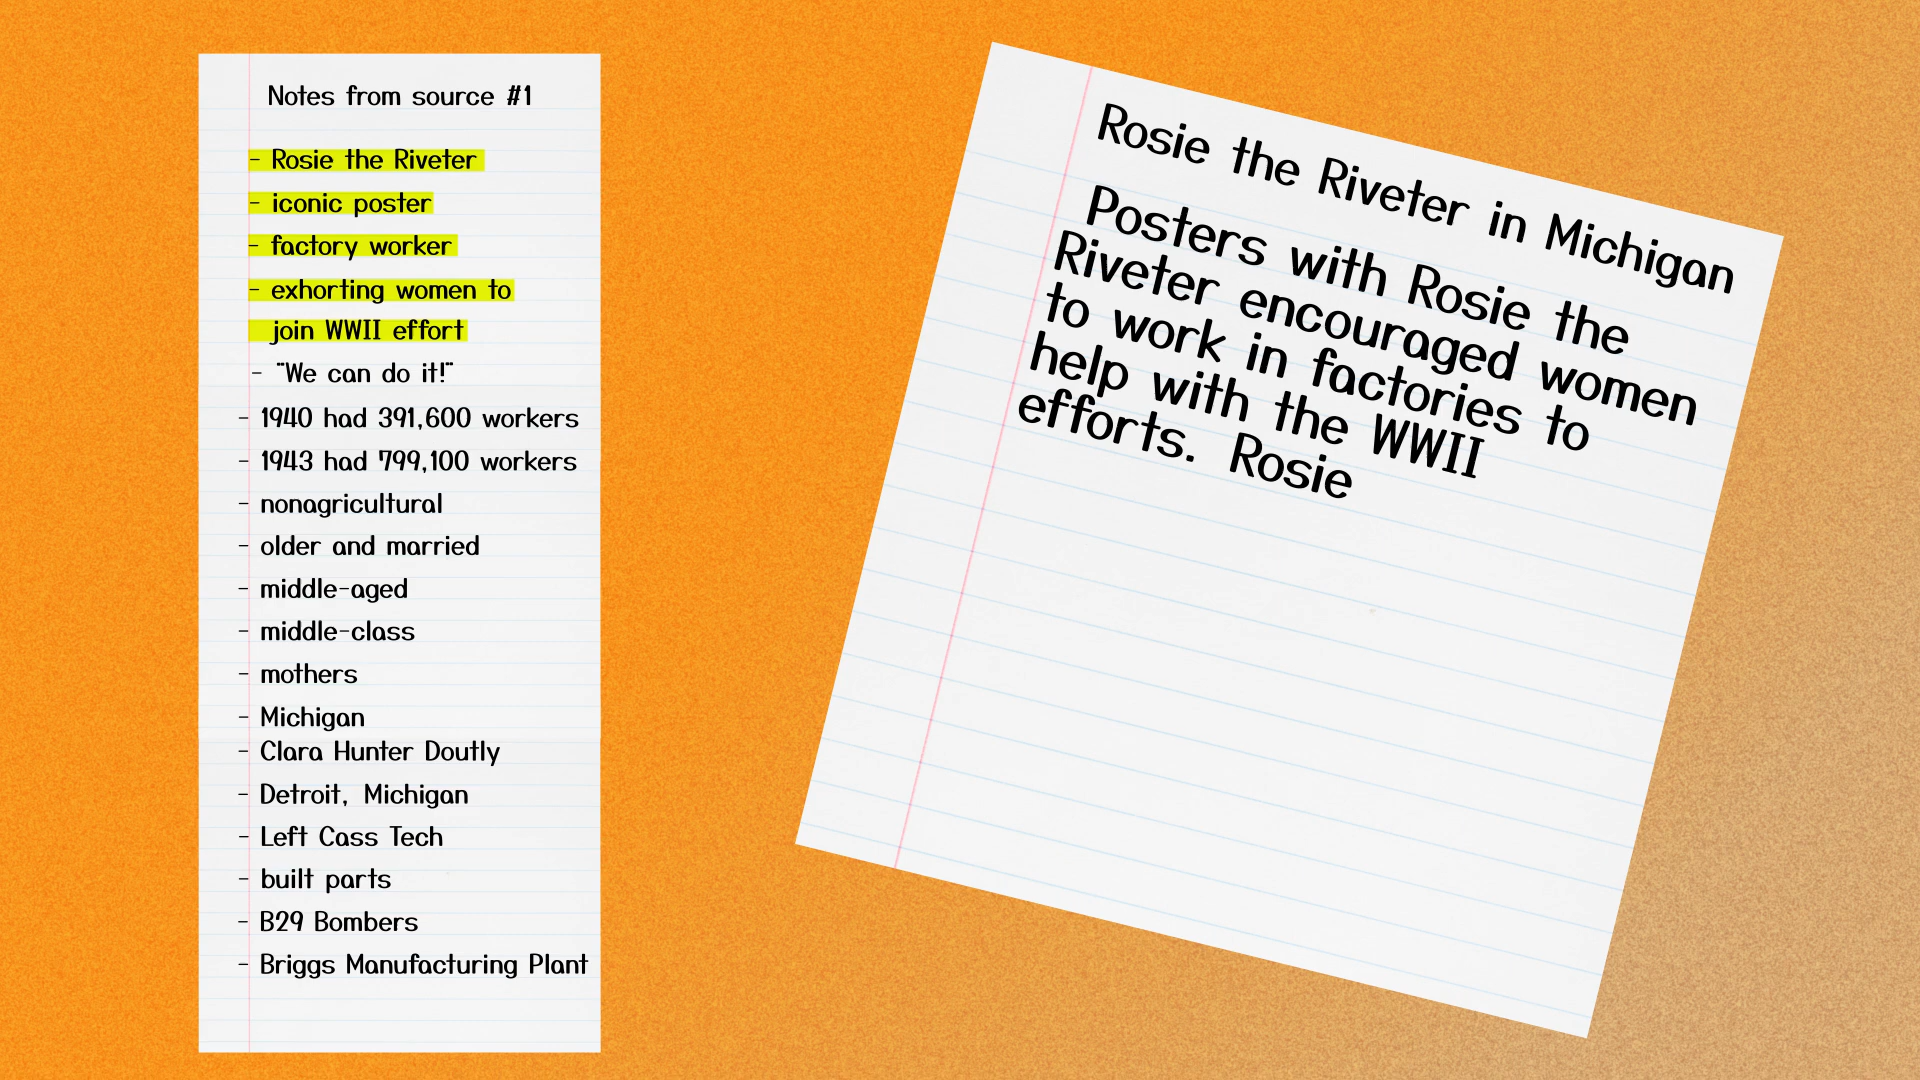 Notes from source #1
- Rosie the Riveter
- iconic poster
- factory worker
- exhorting women to
join WWII effort
- "We can do it!"
- 1940 had 391,600 workers
- 1943 had 799,100 workers
- nonagricultural
- older and married
- middle-aged
- middle-class
- mothers
- Michigan
- Clara Hunter Doutly
- Detroit, Michigan
- Left Cass Tech
- built parts
- B29 Bombers
- Briggs Manufacturing Plant
Rosie the Riveter in Michigan
Posters with Rosie the
Riveter encouraged women
to work in factories to
help with the WWII
efforts. Rosie